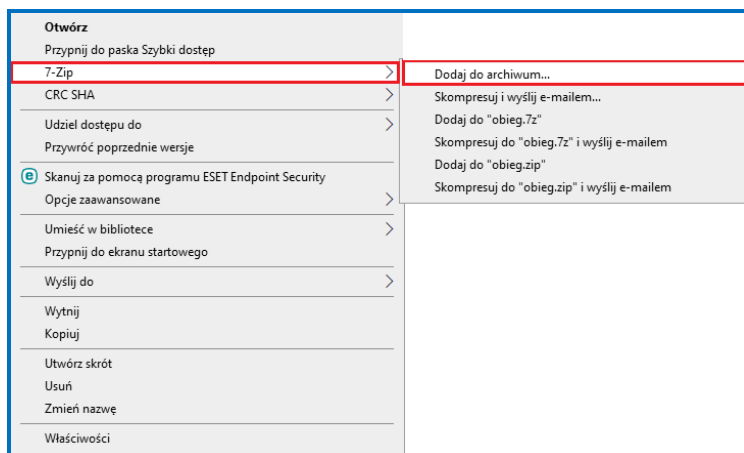 Otwórz
Przypnij do paska Szybki dostęp
7-Zip
CRC SHA
Udziel dostępu do
Przywróć poprzednie wersje
Skanuj za pomocą programu ESET Endpoint Security
Opcje zaawansowane
Umieść w bibliotece
Przypnij do ekranu startowego
Wyślij do
Wytnij
Kopiuj
Utwórz skrót
Usuń
Zmień nazwę
Właściwości
Dodaj do archiwum...
Skompresuj i wyślij e-mailem...
Dodaj do "obieg.7z"
Skompresuj do "obieg.7z" i wyślij e-mailem
Dodaj do "obieg.zip"
Skompresuj do "obieg.zip" i wyślij e-mailem